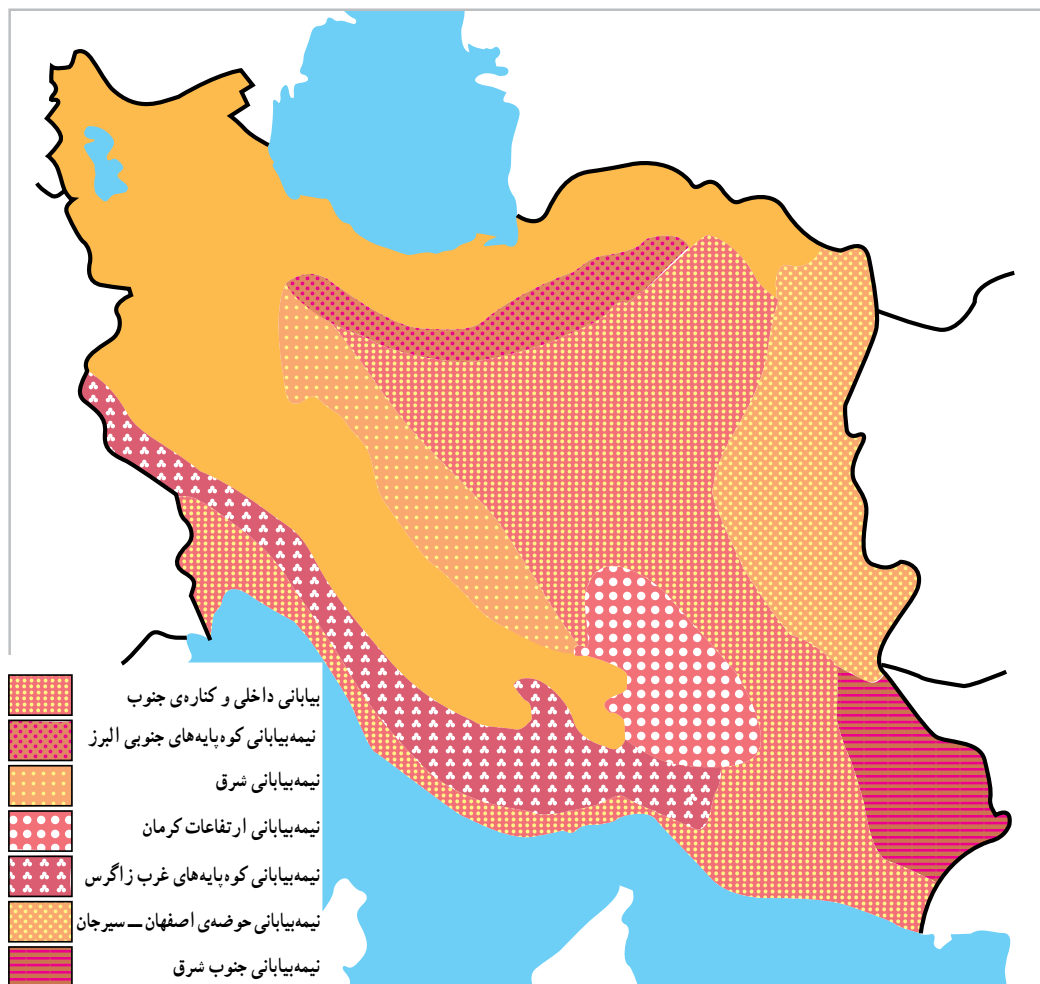 بیابانی داخلی و کناره‌ی جنوب
نیمه‌بیابانی کوه‌پایه‌های جنوبی البرز
نیمه‌بیابانی شرق
نیمه‌بیابانی ارتفاعات کرمان
نیمه‌بیابانی کوه‌پایه‌های غرب زاگرس
نیمه‌بیابانی حوضه‌ی اصفهان ــ سیرجان
نیمه‌بیابانی جنوب شرق